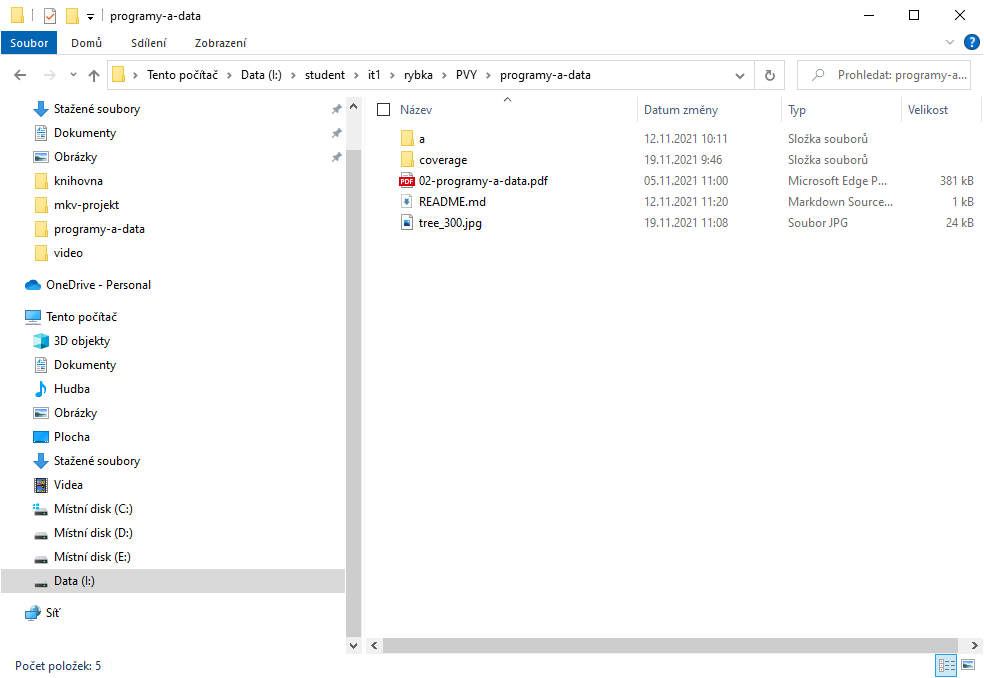 programy-a-data
Soubor Domů Sdílení Zobrazení
Tento počítač > Data (I:) > student > it1 > rybka > PVY > programy-a-data Prohledat: programy-a...
Stažené soubory
Dokumenty
Obrázky
knihovna
mkv-projekt
programy-a-data
video
OneDrive - Personal
Tento počítač
3D objekty
Dokumenty
Hudba
Obrázky
Plocha
Stažené soubory
Videa
Místní disk (C:)
Místní disk (D:)
Místní disk (E:)
Data (I:)
Síť
Název Datum změny Typ Velikost
a 12.11.2021 10:11 Složka souborů
coverage 19.11.2021 9:46 Složka souborů
PDF 02-programy-a-data.pdf 05.11.2021 11:00 Microsoft Edge P... 381 kB
README.md 12.11.2021 11:20 Markdown Source... 1 kB
tree_300.jpg 19.11.2021 11:08 Soubor JPG 24 kB
Počet položek: 5